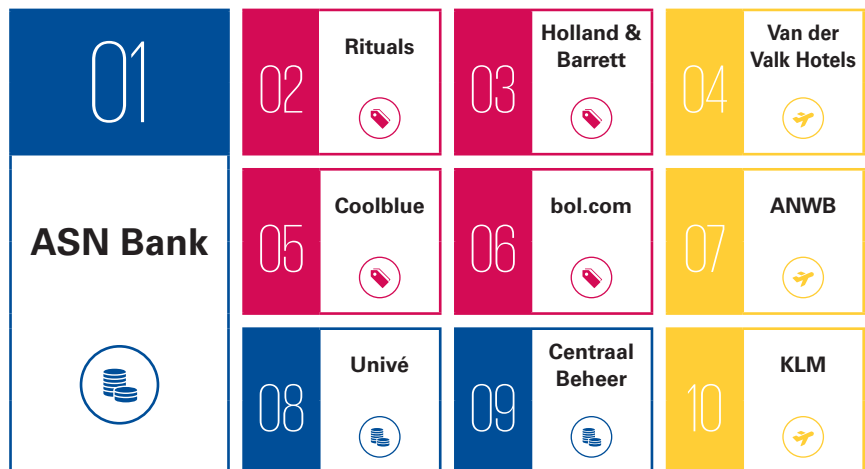 01
ASN Bank
02
Rituals
03
Holland &
Barrett
04
Van der
Valk Hotels
05
Coolblue
06
bol.com
07
ANWB
08
Univé
09
Centraal
Beheer
10
KLM